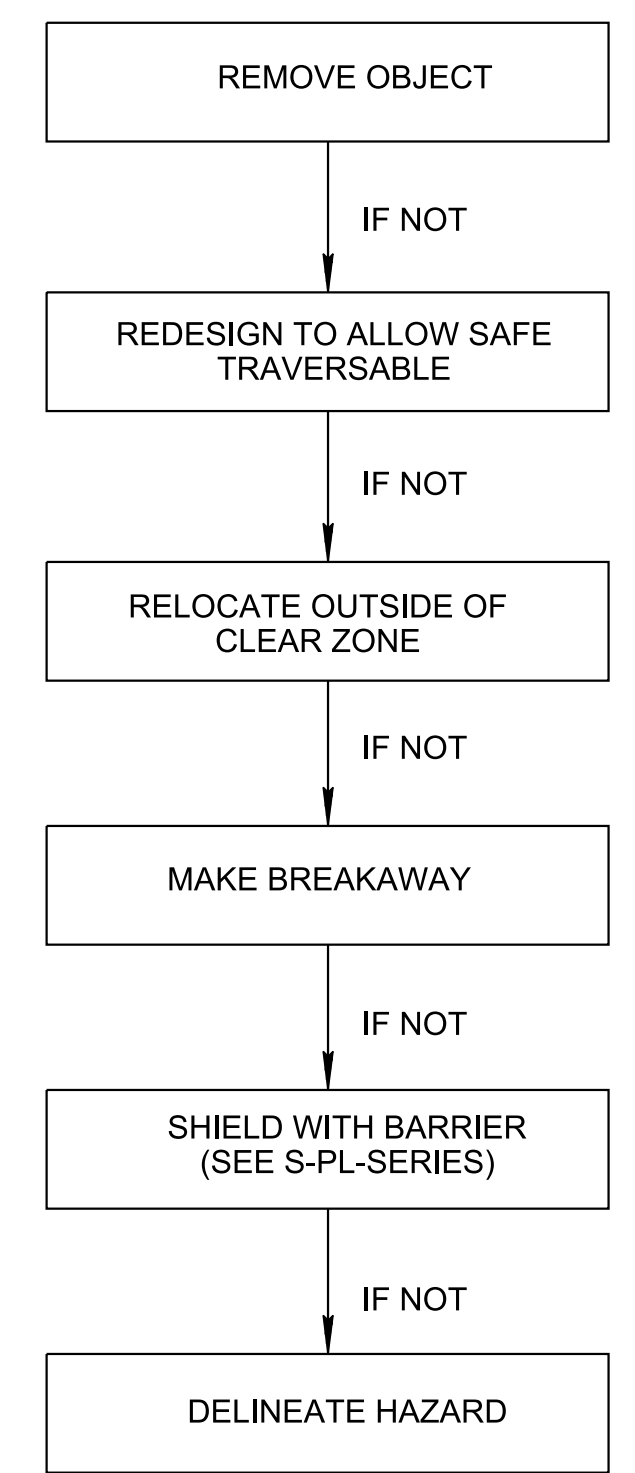 REMOVE OBJECT
IF NOT
REDESIGN TO ALLOW SAFE
TRAVERSABLE
IF NOT
RELOCATE OUTSIDE OF
CLEAR ZONE
IF NOT
MAKE BREAKAWAY
IF NOT
SHIELD WITH BARRIER
(SEE S-PL-SERIES)
IF NOT
DELINEATE HAZARD